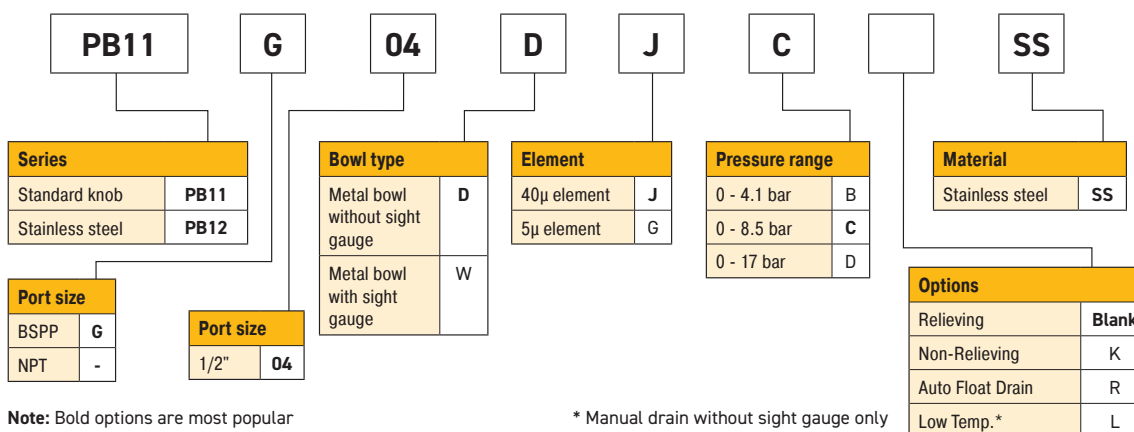 PB11 G 04 D J C SS
Series
Standard knob PB11
Stainless steel PB12
Port size
BSPP G
NPT -
Port size
1/2" 04
Bowl type
Metal bowl D
without sight
gauge
Metal bowl W
with sight
gauge
Element
40µ element J
5µ element G
Pressure range
0 - 4.1 bar B
0 - 8.5 bar C
0 - 17 bar D
Material
Stainless steel SS
Options
Relieving Blank
Non-Relieving K
Auto Float Drain R
Low Temp.* L
Note: Bold options are most popular
* Manual drain without sight gauge only